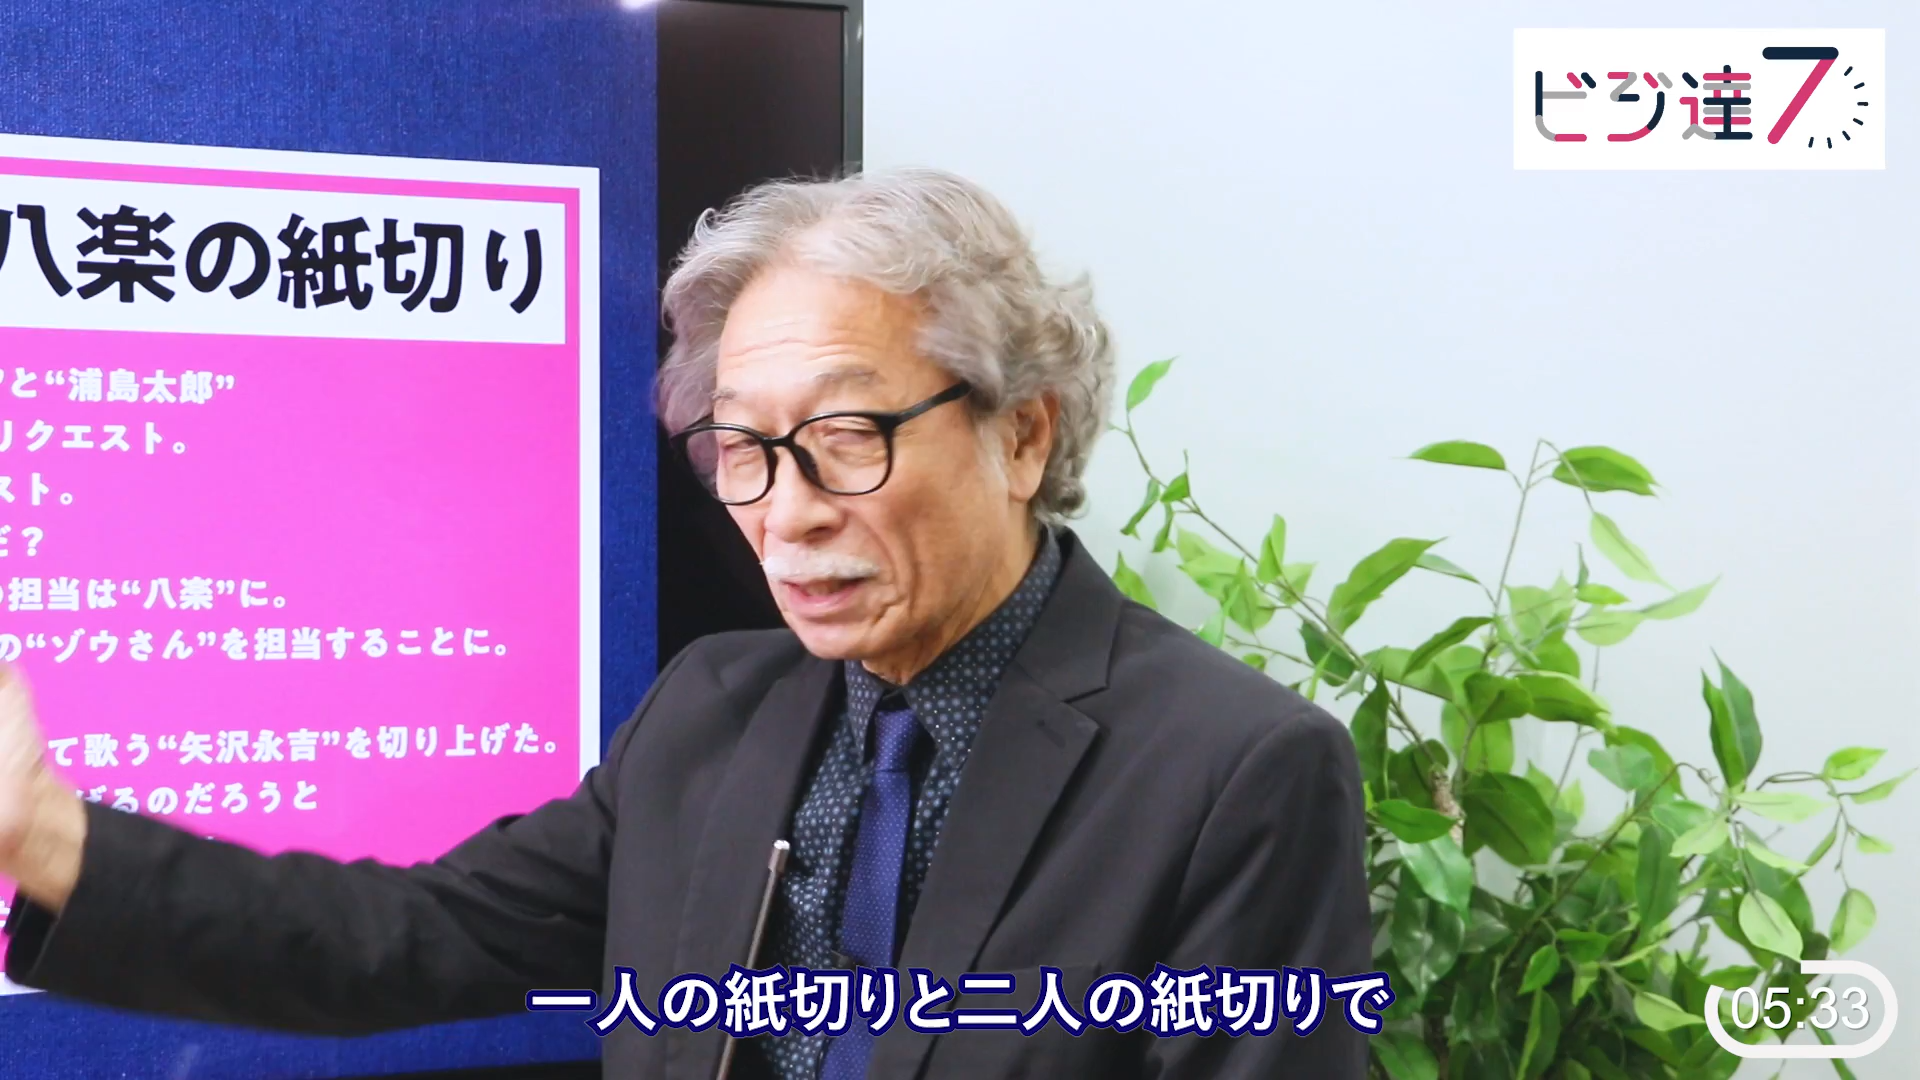 ビジ達7
八楽の紙切り
と“浦島太郎”
リクエスト。
スト。
だ？
担当は“八楽”に。
の“ゾウさん”を担当することに。
て歌う“矢沢永吉”を切り上げた。
ばるのだろうと
一人の紙切りと二人の紙切りで
05:33